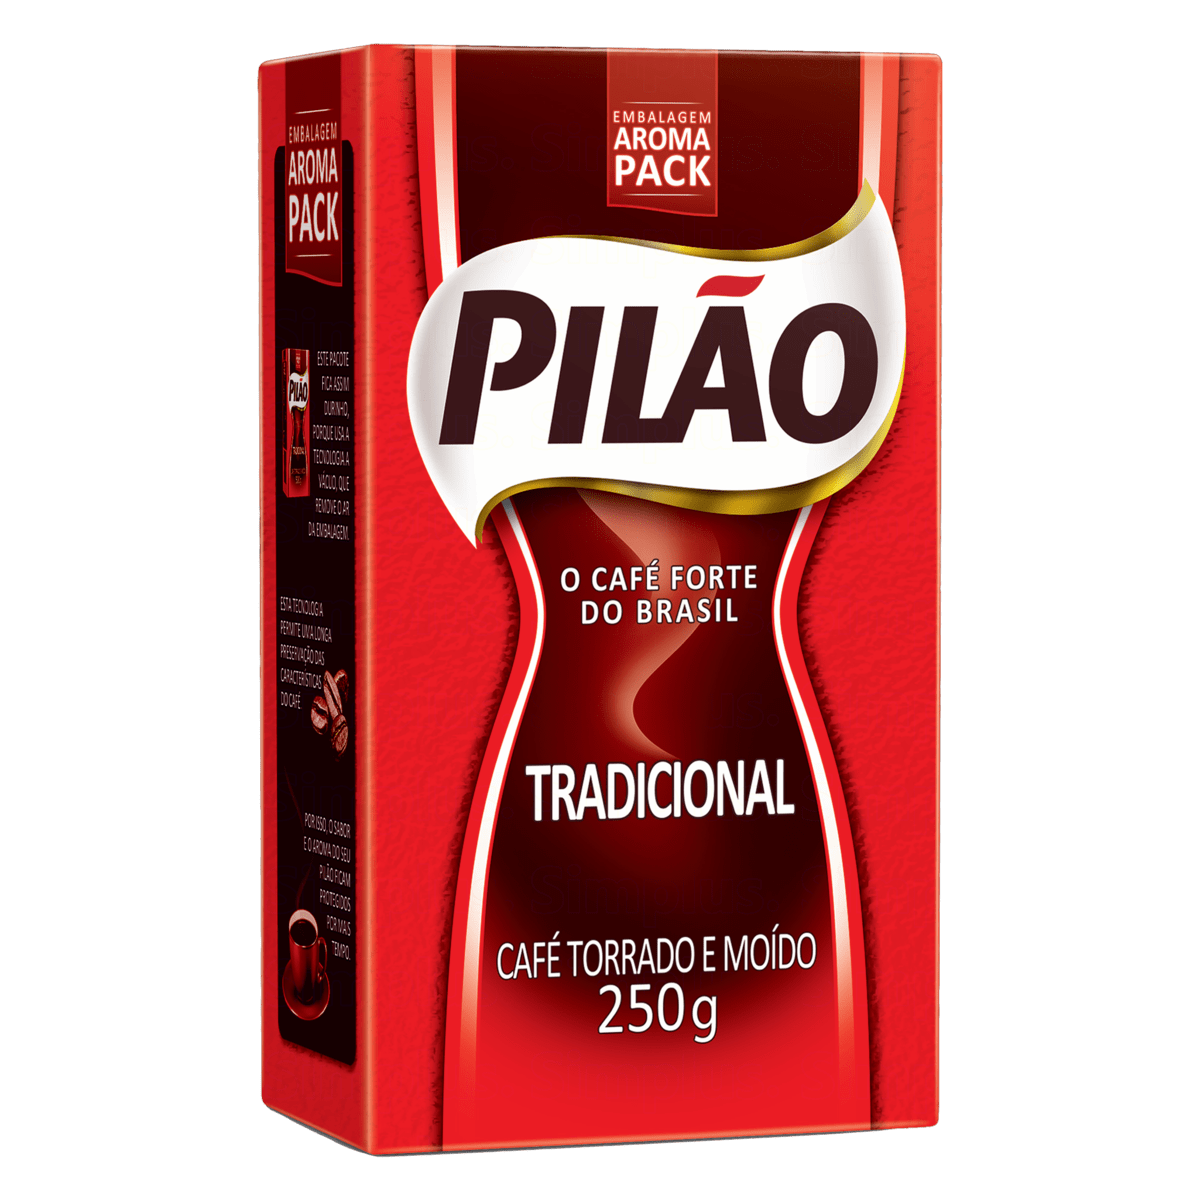 EMBALAGEM
AROMA
PACK
PILÃO
O CAFÉ FORTE
DO BRASIL
TRADICIONAL
CAFÉ TORRADO E MOÍDO
250g
EMBALAGEM
AROMA
PACK
ESTE PACOTE
FICA ASSIM
DURINHO,
PORQUE USA A
TECNOLOGIA A
VÁCUO, QUE
REMOVE O AR
DA EMBALAGEM.
PILÃO
TRADICIONAL
ESTA TECNOLOGIA
PERMITE UMA LONGA
PRESERVAÇÃO DAS
CARACTERÍSTICAS
DO CAFÉ
POR ISSO, O SABOR
E O AROMA DO SEU
PILÃO FICAM
PROTEGIDOS
POR MAIS
TEMPO.